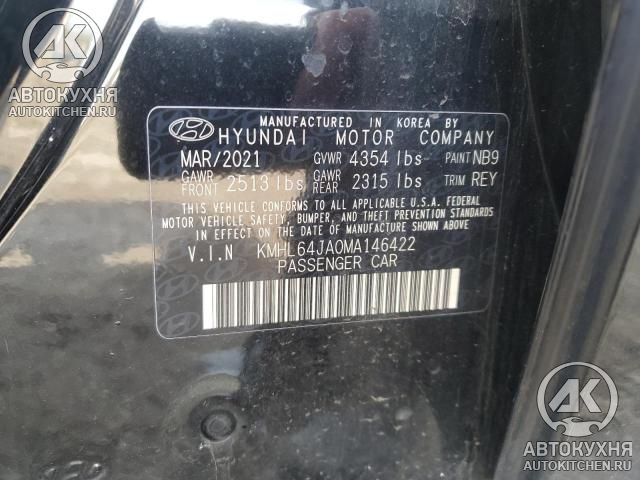 AK
АВТОКУХНЯ
AUTOKITCHEN.RU
MANUFACTURED IN KOREA BY
HYUNDAI MOTOR COMPANY
MAR/2021 GVWR 4354 lbs PAINT NB9
GAWR FRONT 2513 lbs GAWR REAR 2315 lbs TRIM REY
THIS VEHICLE CONFORMS TO ALL APPLICABLE U.S.A. FEDERAL
MOTOR VEHICLE SAFETY, BUMPER, AND THEFT PREVENTION STANDARDS
IN EFFECT ON THE DATE OF MANUFACTURE SHOWN ABOVE.
V.I.N KMHL64JA0MA146422
PASSENGER CAR
AK
АВТОКУХНЯ
AUTOKITCHEN.RU